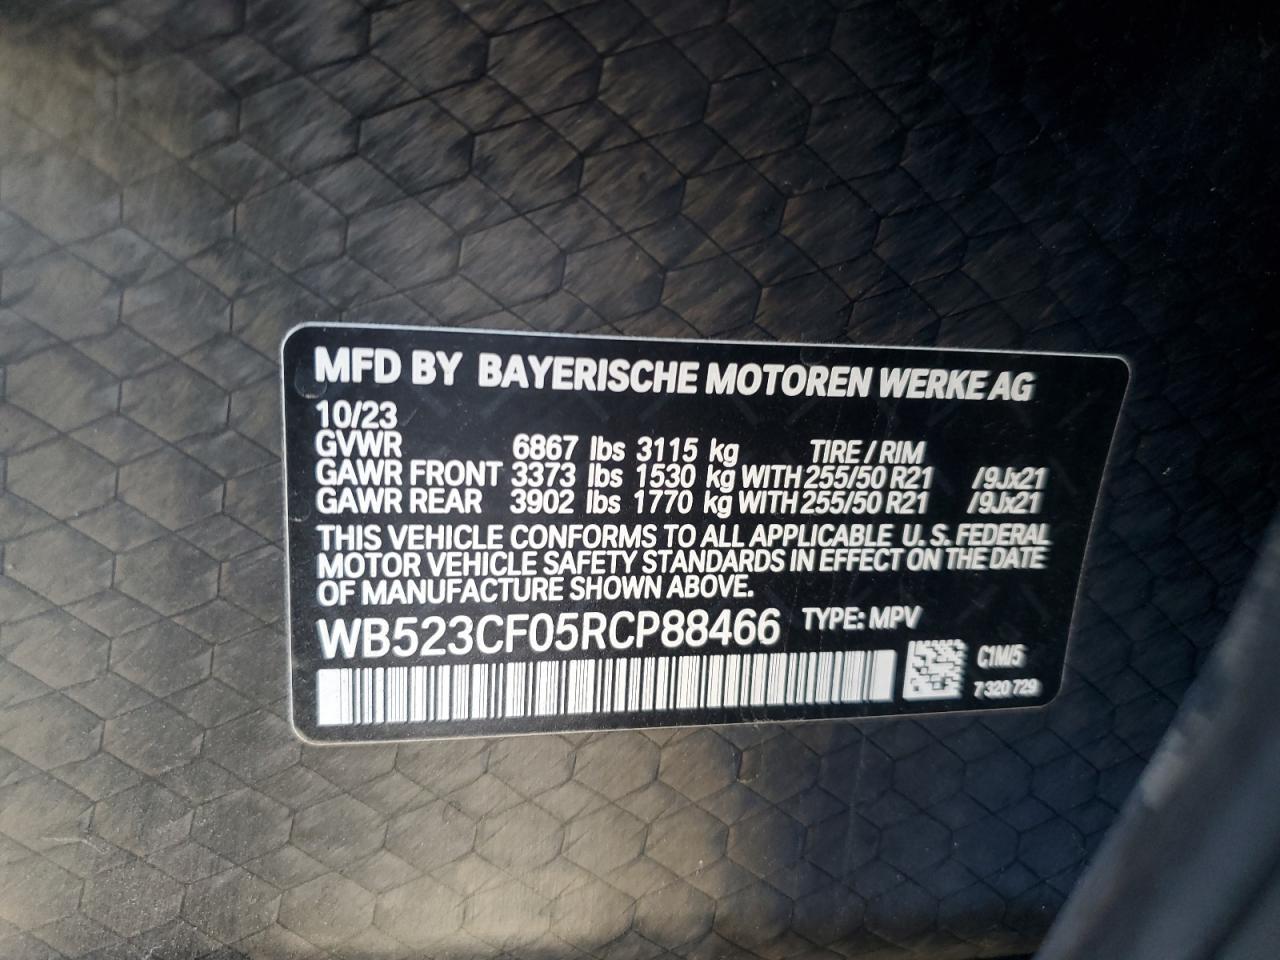 MFD BY BAYERISCHE MOTOREN WERKE AG
10/23
GVWR 6867 lbs 3115 kg TIRE / RIM
GAWR FRONT 3373 lbs 1530 kg WITH 255/50 R21 /9Jx21
GAWR REAR 3902 lbs 1770 kg WITH 255/50 R21 /9Jx21
THIS VEHICLE CONFORMS TO ALL APPLICABLE U. S. FEDERAL
MOTOR VEHICLE SAFETY STANDARDS IN EFFECT ON THE DATE
OF MANUFACTURE SHOWN ABOVE.
WB523CF05RCP88466 TYPE: MPV
C1M/5
7 320 729